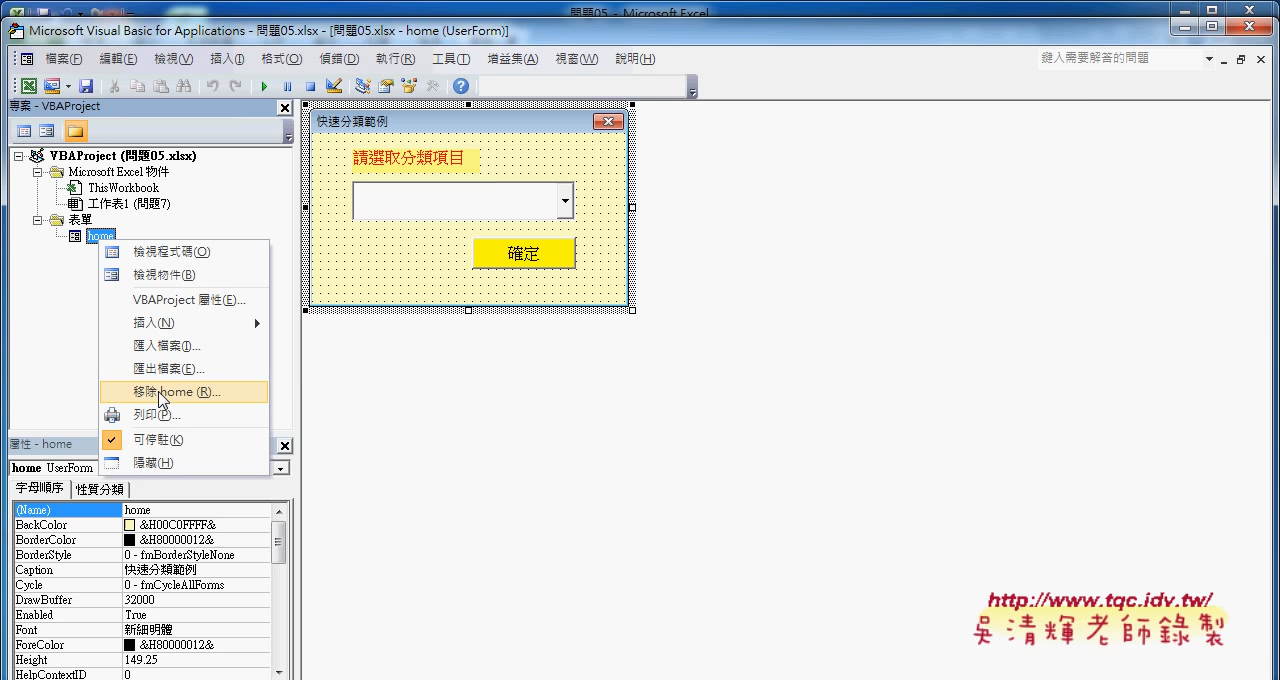 問題05 - Microsoft Excel
Microsoft Visual Basic for Applications - 問題05.xlsx - [問題05.xlsx - home (UserForm)]
檔案(F) 編輯(E) 檢視(V) 插入(I) 格式(O) 偵錯(D) 執行(R) 工具(T) 增益集(A) 視窗(W) 說明(H) 鍵入需要解答的問題
專案 - VBAProject
VBAProject (問題05.xlsx)
Microsoft Excel 物件
ThisWorkbook
工作表1 (問題7)
表單
home
檢視程式碼(O)
檢視物件(B)
VBAProject 屬性(E)...
插入(N)
匯入檔案(I)...
匯出檔案(E)...
移除 home (R)...
列印(P)...
可停駐(K)
隱藏(H)
快速分類範例
請選取分類項目
確定
屬性 - home
home UserForm
字母順序 性質分類
(Name) home
BackColor &H00C0FFFF&
BorderColor &H80000012&
BorderStyle 0 - fmBorderStyleNone
Caption 快速分類範例
Cycle 0 - fmCycleAllForms
DrawBuffer 32000
Enabled True
Font 新細明體
ForeColor &H80000012&
Height 149.25
HelpContextID 0
http://www.tqc.idv.tw/
吳清輝老師錄製